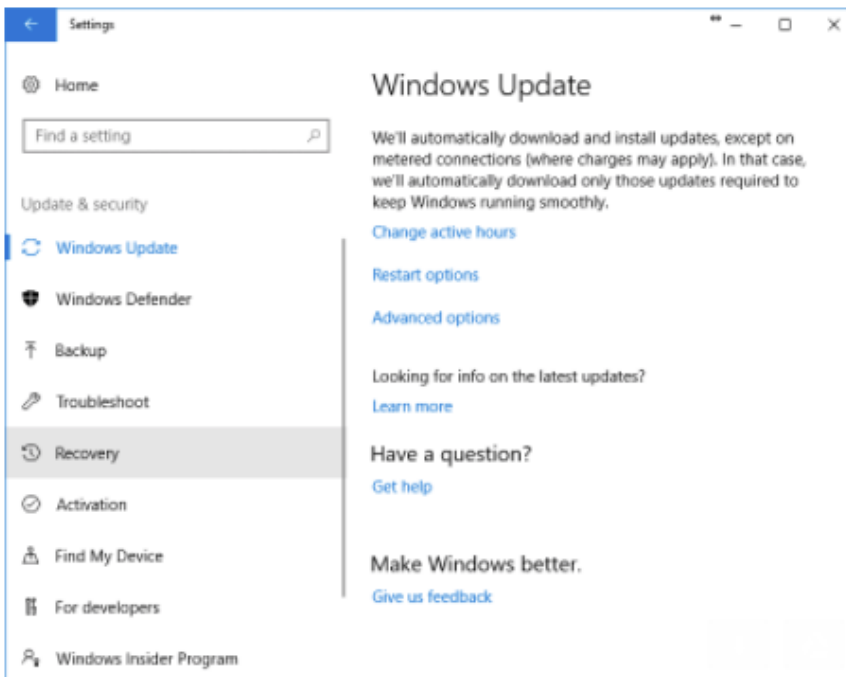 Settings
Home
Find a setting
Update & security
Windows Update
Windows Defender
Backup
Troubleshoot
Recovery
Activation
Find My Device
For developers
Windows Insider Program
Windows Update
We'll automatically download and install updates, except on
metered connections (where charges may apply). In that case,
we'll automatically download only those updates required to
keep Windows running smoothly.
Change active hours
Restart options
Advanced options
Looking for info on the latest updates?
Learn more
Have a question?
Get help
Make Windows better.
Give us feedback